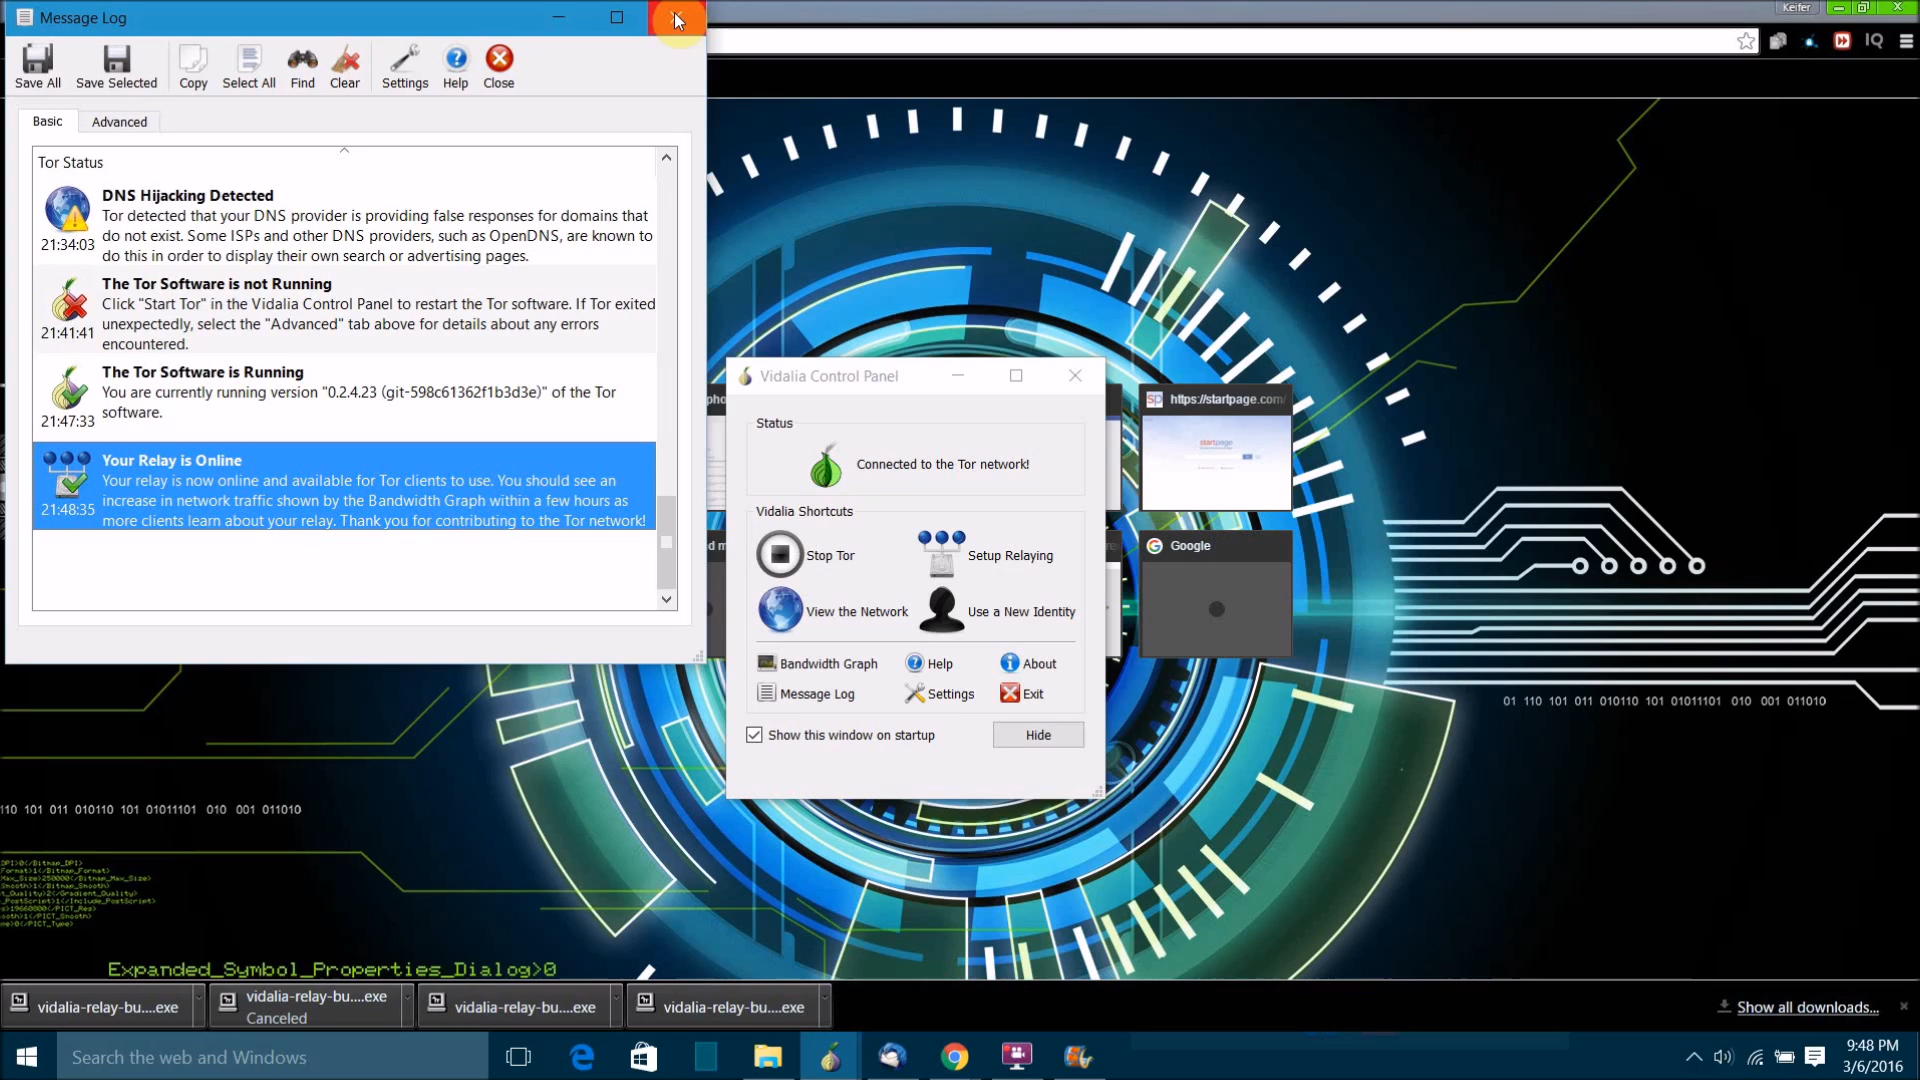 Message Log
Keifer
Save All
Save Selected
Copy
Select All
Find
Clear
Settings
Help
Close
IQ
Basic
Advanced
Tor Status
DNS Hijacking Detected
Tor detected that your DNS provider is providing false responses for domains that
do not exist. Some ISPs and other DNS providers, such as OpenDNS, are known to
do this in order to display their own search or advertising pages.
21:34:03
The Tor Software is not Running
Click "Start Tor" in the Vidalia Control Panel to restart the Tor software. If Tor exited
unexpectedly, select the "Advanced" tab above for details about any errors
encountered.
21:41:41
The Tor Software is Running
You are currently running version "0.2.4.23 (git-598c61362f1b3d3e)" of the Tor
software.
21:47:33
Your Relay is Online
Your relay is now online and available for Tor clients to use. You should see an
increase in network traffic shown by the Bandwidth Graph within a few hours as
more clients learn about your relay. Thank you for contributing to the Tor network!
21:48:35
Vidalia Control Panel
Status
Connected to the Tor network!
Vidalia Shortcuts
Stop Tor
Setup Relaying
View the Network
Use a New Identity
Bandwidth Graph
Help
About
Message Log
Settings
Exit
Show this window on startup
Hide
sp https://startpage.com/
startpage
Google
01 110 101 011 010110 101 01011101 010 001 011010
110 101 011 010110 101 01011101 010 001 011010
Expanded_Symbol_Properties_Dialog>0
vidalia-relay-bu....exe
vidalia-relay-bu....exe
Canceled
vidalia-relay-bu....exe
vidalia-relay-bu....exe
Show all downloads...
Search the web and Windows
9:48 PM
3/6/2016